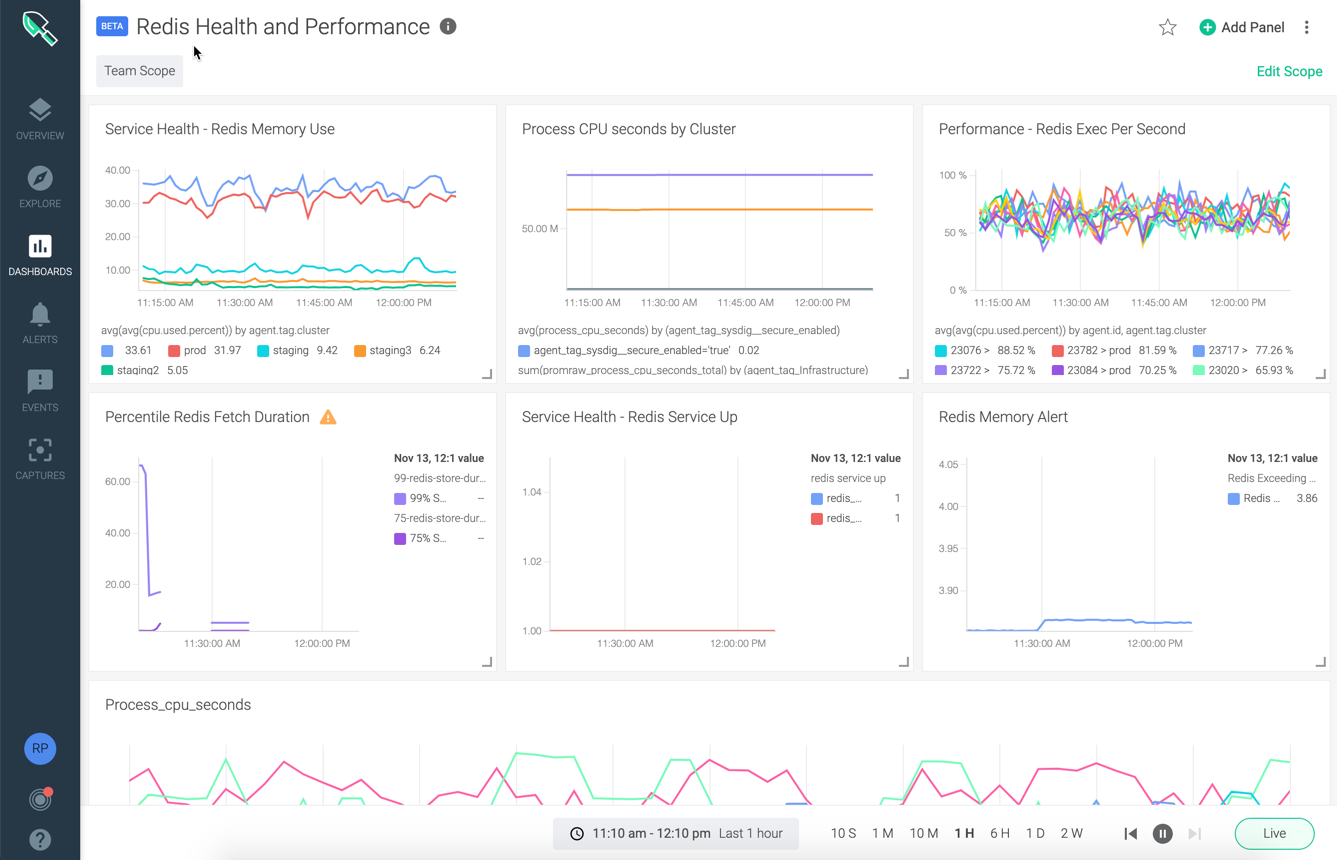 BETA Redis Health and Performance
Add Panel
Team Scope
Edit Scope
OVERVIEW
EXPLORE
DASHBOARDS
ALERTS
EVENTS
CAPTURES
RP
Service Health - Redis Memory Use
40.00
30.00
20.00
10.00
11:15:00 AM 11:30:00 AM 11:45:00 AM 12:00:00 PM
avg(avg(cpu.used.percent)) by agent.tag.cluster
33.61 prod 31.97 staging 9.42 staging3 6.24
staging2 5.05
Process CPU seconds by Cluster
50.00 M
11:15:00 AM 11:30:00 AM 11:45:00 AM 12:00:00 PM
avg(process_cpu_seconds) by (agent_tag_sysdig__secure_enabled)
agent_tag_sysdig__secure_enabled='true' 0.02
sum(promraw_process_cpu_seconds_total) by (agent_tag_Infrastructure)
Performance - Redis Exec Per Second
100 %
50 %
0 %
11:15:00 AM 11:30:00 AM 11:45:00 AM 12:00:00 PM
avg(avg(cpu.used.percent)) by agent.id, agent.tag.cluster
23076 > 88.52 % 23782 > prod 81.59 % 23717 > 77.26 %
23722 > 75.72 % 23084 > prod 70.25 % 23020 > 65.93 %
Percentile Redis Fetch Duration
60.00
40.00
20.00
11:30:00 AM 12:00:00 PM
Nov 13, 12:1 value
99-redis-store-dur...
99% S... --
75-redis-store-dur...
75% S... --
Service Health - Redis Service Up
1.04
1.02
1.00
11:30:00 AM 12:00:00 PM
Nov 13, 12:1 value
redis service up
redis_... 1
redis_... 1
Redis Memory Alert
4.05
4.00
3.95
3.90
11:30:00 AM 12:00:00 PM
Nov 13, 12:1 value
Redis Exceeding ...
Redis ... 3.86
Process_cpu_seconds
11:10 am - 12:10 pm Last 1 hour
10 S 1 M 10 M 1 H 6 H 1 D 2 W
Live